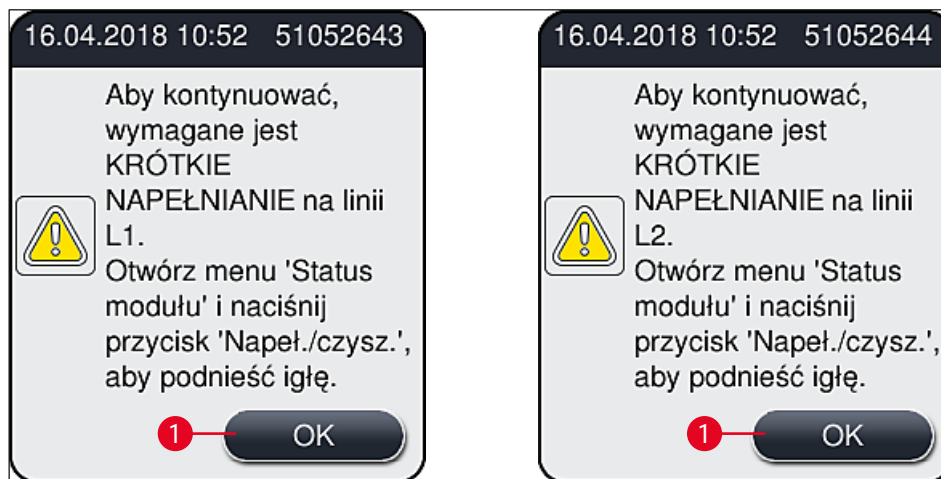 16.04.2018 10:52 51052643
Aby kontynuować,
wymagane jest
KRÓTKIE
NAPEŁNIANIE na linii
L1.
Otwórz menu 'Status
modułu' i naciśnij
przycisk 'Napeł./czysz.',
aby podnieść igłę.
1
OK
16.04.2018 10:52 51052644
Aby kontynuować,
wymagane jest
KRÓTKIE
NAPEŁNIANIE na linii
L2.
Otwórz menu 'Status
modułu' i naciśnij
przycisk 'Napeł./czysz.',
aby podnieść igłę.
1
OK